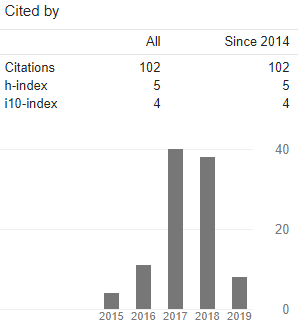 Cited by
All Since 2014
Citations 102 102
h-index 5 5
i10-index 4 4
40
20
0
2015 2016 2017 2018 2019